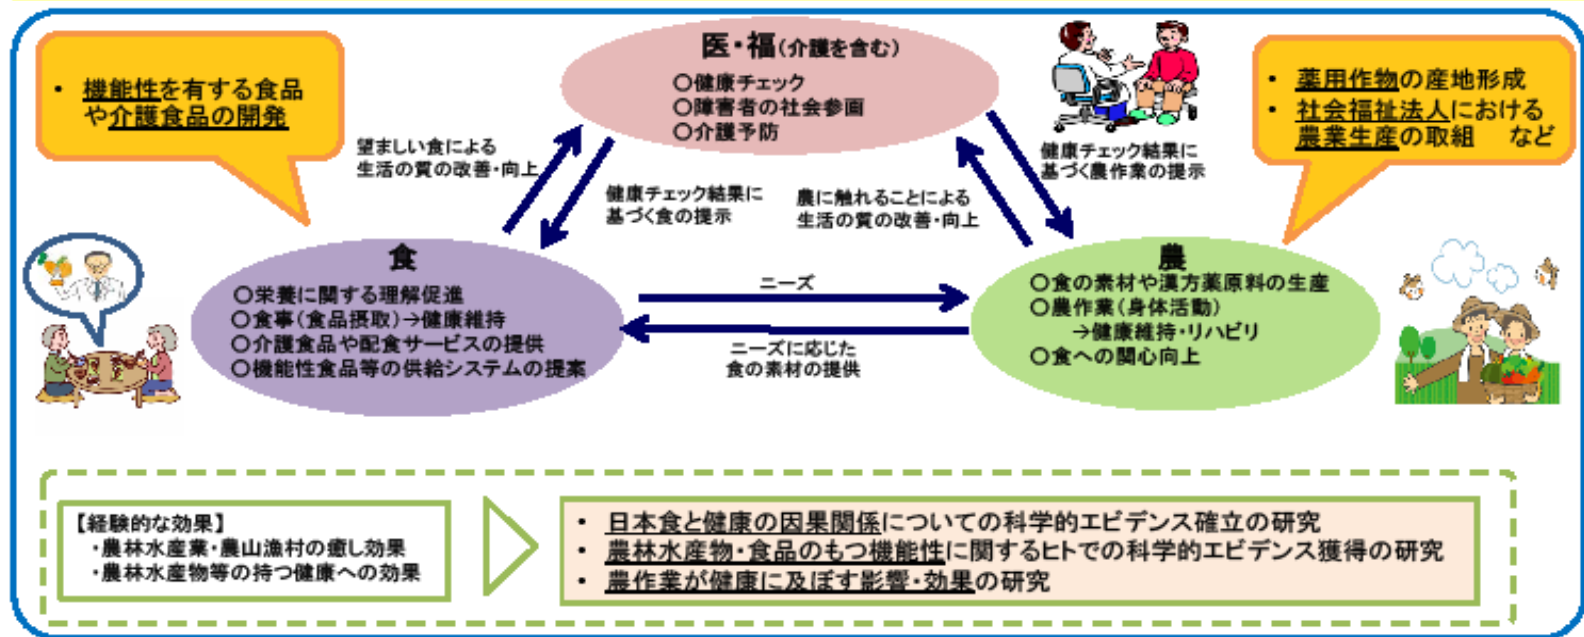 ・ 機能性を有する食品
や介護食品の開発
医・福(介護を含む)
○健康チェック
○障害者の社会参画
○介護予防
・ 薬用作物の産地形成
・ 社会福祉法人における
農業生産の取組 など
望ましい食による
生活の質の改善・向上
健康チェック結果に
基づく食の提示
農に触れることによる
生活の質の改善・向上
健康チェック結果に
基づく農作業の提示
食
○栄養に関する理解促進
○食事(食品摂取)→健康維持
○介護食品や配食サービスの提供
○機能性食品等の供給システムの提案
ニーズ
ニーズに応じた
食の素材の提供
農
○食の素材や漢方薬原料の生産
○農作業(身体活動)
→健康維持・リハビリ
○食への関心向上
【経験的な効果】
・農林水産業・農山漁村の癒し効果
・農林水産物等の持つ健康への効果
・ 日本食と健康の因果関係についての科学的エビデンス確立の研究
・ 農林水産物・食品のもつ機能性に関するヒトでの科学的エビデンス獲得の研究
・ 農作業が健康に及ぼす影響・効果の研究